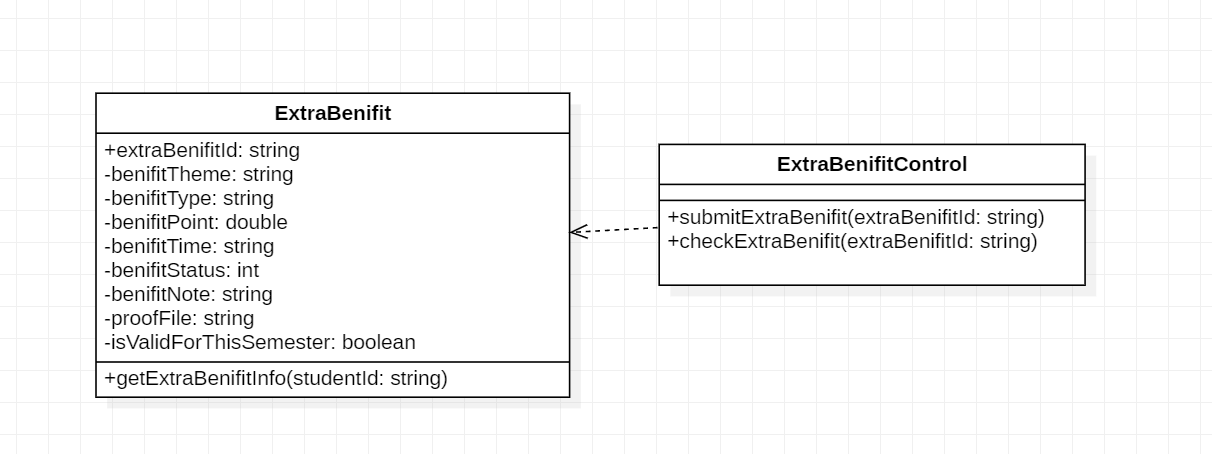 ExtraBenifit
+extraBenifitId: string
-benifitTheme: string
-benifitType: string
-benifitPoint: double
-benifitTime: string
-benifitStatus: int
-benifitNote: string
-proofFile: string
-isValidForThisSemester: boolean
+getExtraBenifitInfo(studentId: string)
ExtraBenifitControl
+submitExtraBenifit(extraBenifitId: string)
+checkExtraBenifit(extraBenifitId: string)